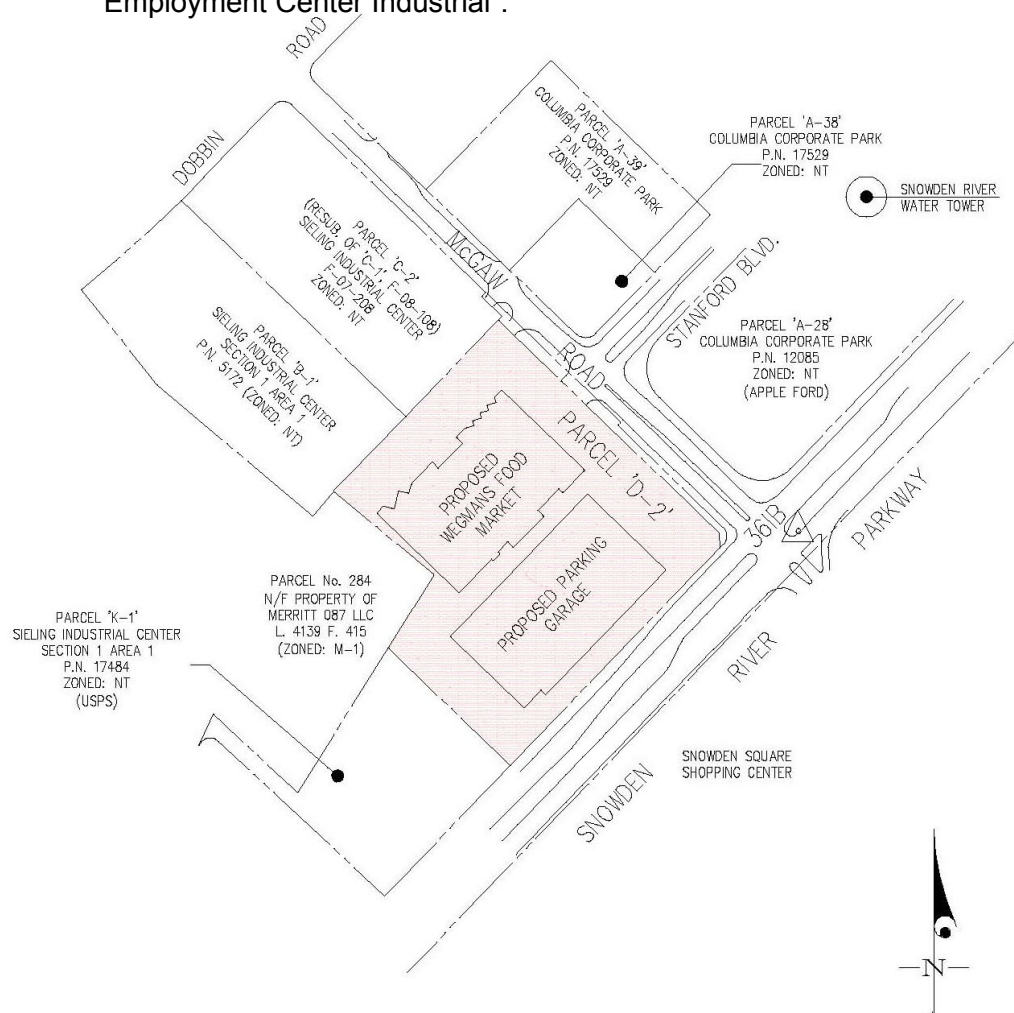 Employment Center Industrial".
ROAD
DOBBIN
PARCEL 'A-39'
COLUMBIA CORPORATE PARK
P.N. 17529
ZONED: NT
PARCEL 'A-38'
COLUMBIA CORPORATE PARK
P.N. 17529
ZONED: NT
SNOWDEN RIVER
WATER TOWER
PARCEL 'C-2'
(RESUB. OF 'C-1', F-08-108)
SIELING INDUSTRIAL CENTER
F-07-208
ZONED: NT
McGAW
ROAD
STANFORD BLVD.
PARCEL 'B-1'
SIELING INDUSTRIAL CENTER
SECTION 1 AREA 1
P.N. 5172 (ZONED: NT)
PARCEL 'A-28'
COLUMBIA CORPORATE PARK
P.N. 12085
ZONED: NT
(APPLE FORD)
PARCEL 'D-2'
PROPOSED
WEGMANS FOOD
MARKET
36IB
PARKWAY
PROPOSED PARKING
GARAGE
PARCEL No. 284
N/F PROPERTY OF
MERRITT 087 LLC
L. 4139 F. 415
(ZONED: M-1)
PARCEL 'K-1'
SIELING INDUSTRIAL CENTER
SECTION 1 AREA 1
P.N. 17484
ZONED: NT
(USPS)
RIVER
SNOWDEN
SNOWDEN SQUARE
SHOPPING CENTER
N